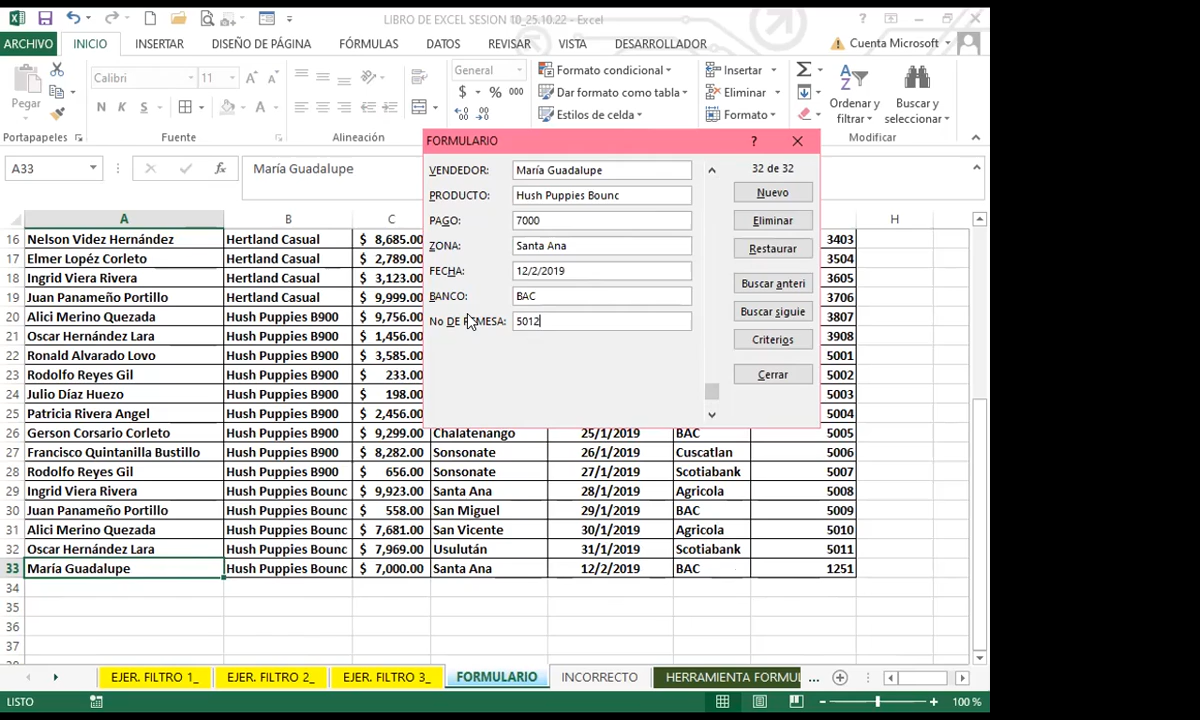 LIBRO DE EXCEL SESION 10_25.10.22 - Excel
ARCHIVO INICIO INSERTAR DISEÑO DE PÁGINA FÓRMULAS DATOS REVISAR VISTA DESARROLLADOR Cuenta Microsoft
Pegar
Calibri 11
N K S
General
$ % 000
Formato condicional
Dar formato como tabla
Estilos de celda
Insertar
Eliminar
Formato
Ordenar y filtrar
Buscar y seleccionar
Portapapeles Fuente Alineación Modificar
A33 fx María Guadalupe
FORMULARIO ?
VENDEDOR: María Guadalupe
PRODUCTO: Hush Puppies Bounc
PAGO: 7000
ZONA: Santa Ana
FECHA: 12/2/2019
BANCO: BAC
5012
32 de 32
Nuevo
Eliminar
Restaurar
Buscar anteri
Buscar siguie
Criterios
Cerrar
A B C H
16 Nelson Videz Hernández Hertland Casual $ 8,685.00 3403
17 Elmer Lopéz Corleto Hertland Casual $ 2,789.00 3504
18 Ingrid Viera Rivera Hertland Casual $ 3,123.00 3605
19 Juan Panameño Portillo Hertland Casual $ 9,999.00 3706
20 Alici Merino Quezada Hush Puppies B900 $ 9,756.00 3807
21 Oscar Hernández Lara Hush Puppies B900 $ 1,456.00 3908
22 Ronald Alvarado Lovo Hush Puppies B900 $ 3,585.00 5001
23 Rodolfo Reyes Gil Hush Puppies B900 $ 233.00 5002
24 Julio Díaz Huezo Hush Puppies B900 $ 198.00 5003
25 Patricia Rivera Angel Hush Puppies B900 $ 2,456.00 5004
26 Gerson Corsario Corleto Hush Puppies B900 $ 9,299.00 Chalatenango 25/1/2019 BAC 5005
27 Francisco Quintanilla Bustillo Hush Puppies B900 $ 8,282.00 Sonsonate 26/1/2019 Cuscatlan 5006
28 Rodolfo Reyes Gil Hush Puppies B900 $ 656.00 Sonsonate 27/1/2019 Scotiabank 5007
29 Ingrid Viera Rivera Hush Puppies Bounc $ 9,923.00 Santa Ana 28/1/2019 Agricola 5008
30 Juan Panameño Portillo Hush Puppies Bounc $ 558.00 San Miguel 29/1/2019 BAC 5009
31 Alici Merino Quezada Hush Puppies Bounc $ 7,681.00 San Vicente 30/1/2019 Agricola 5010
32 Oscar Hernández Lara Hush Puppies Bounc $ 7,969.00 Usulután 31/1/2019 Scotiabank 5011
33 María Guadalupe Hush Puppies Bounc $ 7,000.00 Santa Ana 12/2/2019 BAC 1251
34
35
36
37
EJER. FILTRO 1_ EJER. FILTRO 2_ EJER. FILTRO 3_ FORMULARIO INCORRECTO HERRAMIENTA FORMUL ...
LISTO 100 %